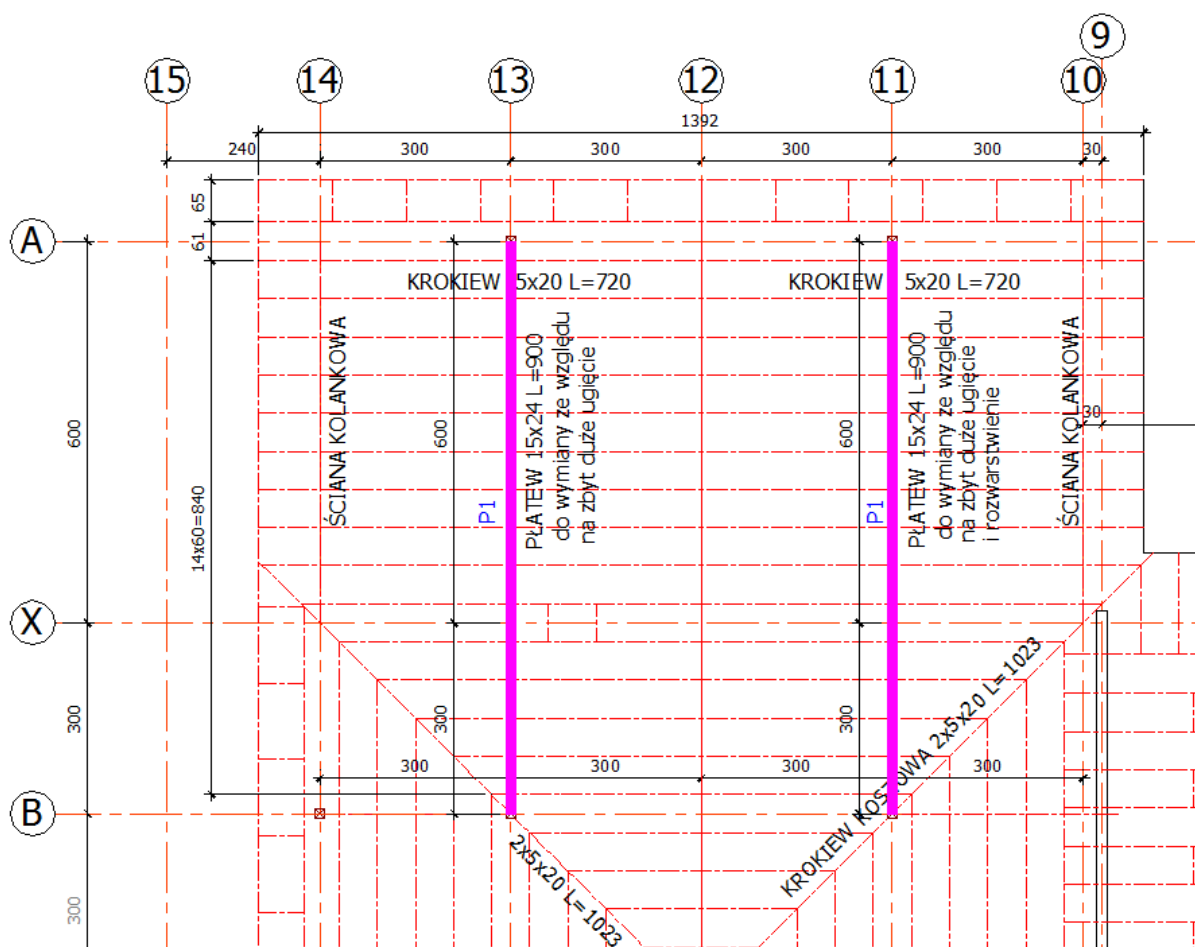 9
15
14
13
12
11
10
1392
240
300
300
300
300
30
65
61
A
KROKIEW 5x20 L=720
KROKIEW 5x20 L=720
ŚCIANA KOLANKOWA
PŁATEW 15x24 L=900
do wymiany ze względu
na zbyt duże ugięcie
PŁATEW 15x24 L=900
do wymiany ze względu
na zbyt duże ugięcie
i rozwarstwienie
ŚCIANA KOLANKOWA
30
600
600
600
P1
P1
14x60=840
X
300
300
300
300
300
300
300
KROKIEW KOSZOWA 2x5x20 L=1023
B
2x5x20 L=1023
300